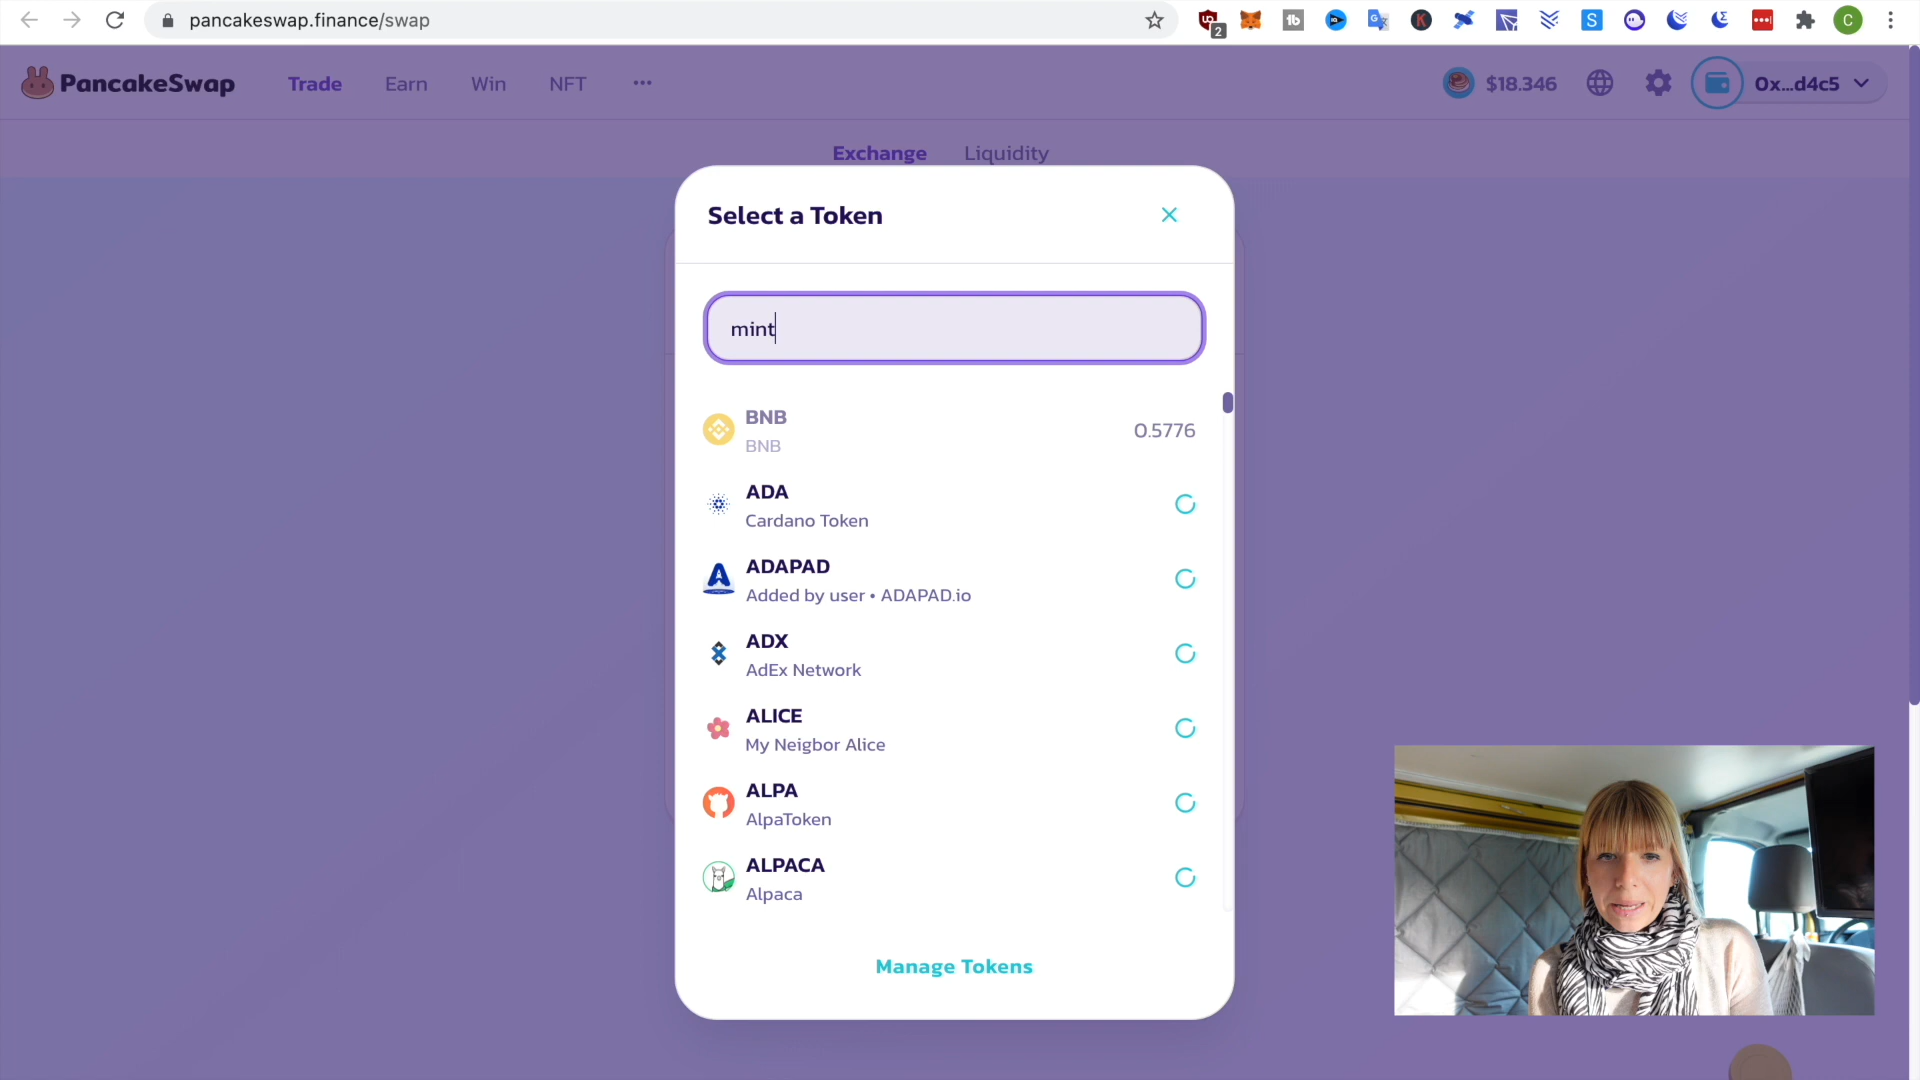 pancakeswap.finance/swap
2
C
PancakeSwap
Trade
Earn
Win
NFT
$18.346
0x...d4c5
Exchange
Liquidity
Select a Token
mint
BNB
BNB
0.5776
ADA
Cardano Token
ADAPAD
Added by user • ADAPAD.io
ADX
AdEx Network
ALICE
My Neigbor Alice
ALPA
AlpaToken
ALPACA
Alpaca
Manage Tokens